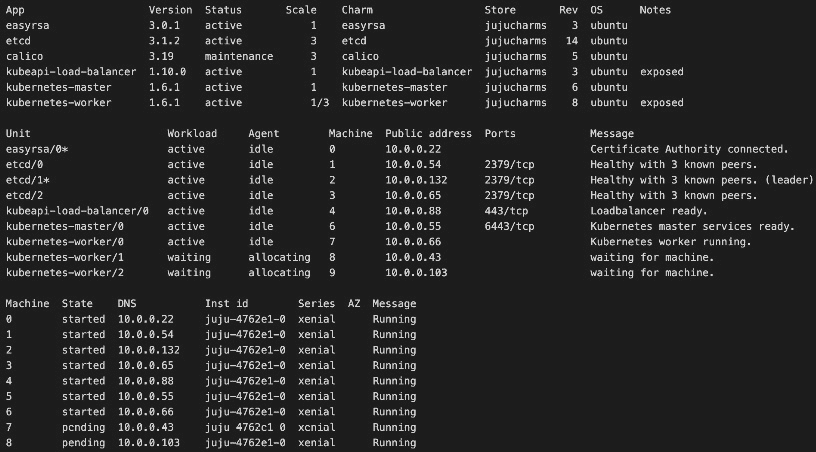 App Version Status Scale Charm Store Rev OS Notes
easyrsa 3.0.1 active 1 easyrsa jujucharms 3 ubuntu
etcd 3.1.2 active 3 etcd jujucharms 14 ubuntu
calico 3.19 maintenance 3 calico jujucharms 5 ubuntu
kubeapi-load-balancer 1.10.0 active 1 kubeapi-load-balancer jujucharms 3 ubuntu exposed
kubernetes-master 1.6.1 active 1 kubernetes-master jujucharms 6 ubuntu
kubernetes-worker 1.6.1 active 1/3 kubernetes-worker jujucharms 8 ubuntu exposed
Unit Workload Agent Machine Public address Ports Message
easyrsa/0* active idle 0 10.0.0.22 Certificate Authority connected.
etcd/0 active idle 1 10.0.0.54 2379/tcp Healthy with 3 known peers.
etcd/1* active idle 2 10.0.0.132 2379/tcp Healthy with 3 known peers. (leader)
etcd/2 active idle 3 10.0.0.65 2379/tcp Healthy with 3 known peers.
kubeapi-load-balancer/0 active idle 4 10.0.0.88 443/tcp Loadbalancer ready.
kubernetes-master/0 active idle 6 10.0.0.55 6443/tcp Kubernetes master services ready.
kubernetes-worker/0 active idle 7 10.0.0.66 Kubernetes worker running.
kubernetes-worker/1 waiting allocating 8 10.0.0.43 waiting for machine.
kubernetes-worker/2 waiting allocating 9 10.0.0.103 waiting for machine.
Machine State DNS Inst id Series AZ Message
0 started 10.0.0.22 juju-4762e1-0 xenial Running
1 started 10.0.0.54 juju-4762e1-0 xenial Running
2 started 10.0.0.132 juju-4762e1-0 xenial Running
3 started 10.0.0.65 juju-4762e1-0 xenial Running
4 started 10.0.0.88 juju-4762e1-0 xenial Running
5 started 10.0.0.55 juju-4762e1-0 xenial Running
6 started 10.0.0.66 juju-4762e1-0 xenial Running
7 pending 10.0.0.43 juju-4762e1-0 xenial Running
8 pending 10.0.0.103 juju-4762e1-0 xenial Running